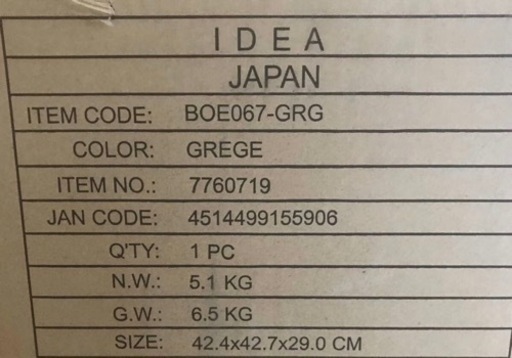 IDEA
JAPAN
ITEM CODE: BOE067-GRG
COLOR: GREGE
ITEM NO.: 7760719
JAN CODE: 4514499155906
Q'TY: 1 PC
N.W.: 5.1 KG
G.W.: 6.5 KG
SIZE: 42.4x42.7x29.0 CM